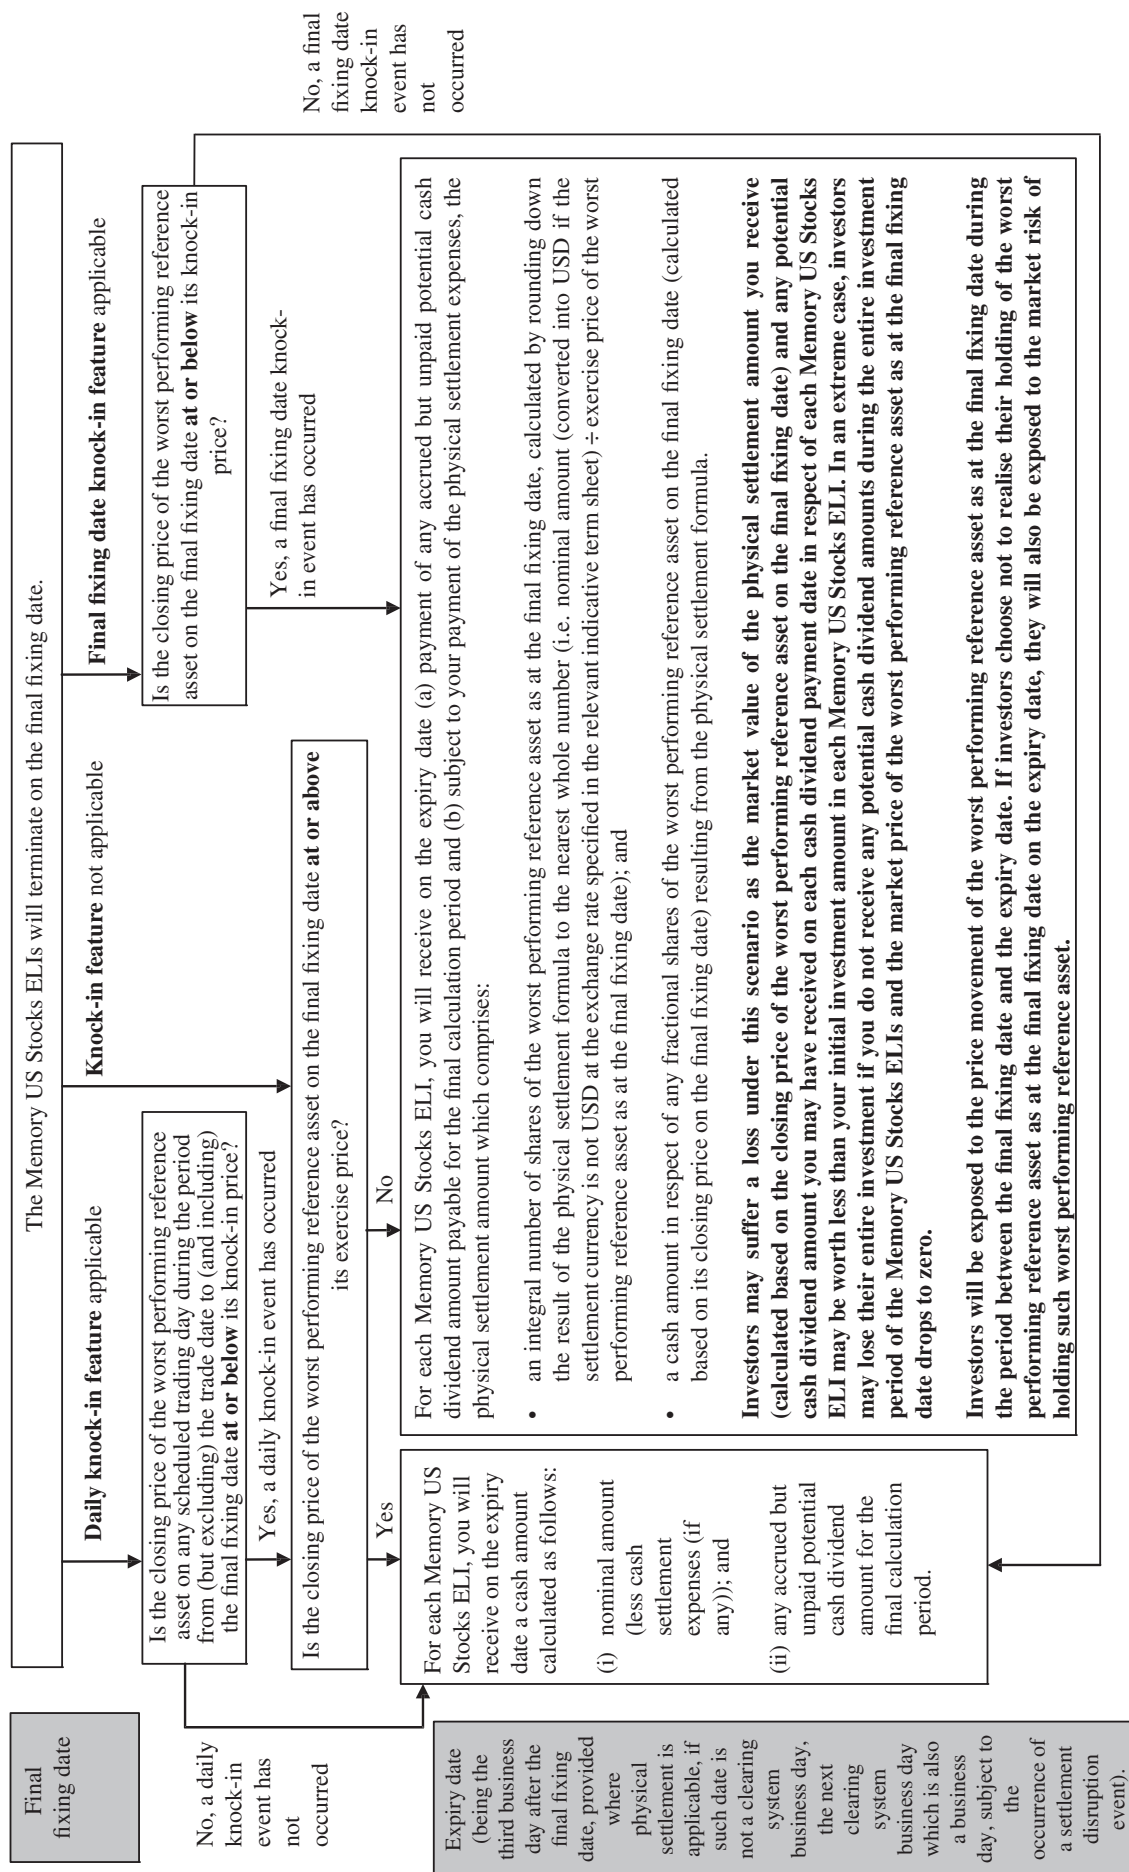 Final
fixing date
The Memory US Stocks ELIs will terminate on the final fixing date.
Daily knock-in feature applicable
Knock-in feature not applicable
Final fixing date knock-in feature applicable
Is the closing price of the worst performing reference
asset on any scheduled trading day during the period
from (but excluding) the trade date to (and including)
the final fixing date at or below its knock-in price?
Is the closing price of the worst performing reference
asset on the final fixing date at or below its knock-in
price?
No, a daily
knock-in
event has
not
occurred
Yes, a daily knock-in event has occurred
Yes, a final fixing date knock-
in event has occurred
No, a final
fixing date
knock-in
event has
not
occurred
Is the closing price of the worst performing reference asset on the final fixing date at or above
its exercise price?
Yes
No
Expiry date
(being the
third business
day after the
final fixing
date, provided
where
physical
settlement is
applicable, if
such date is
not a clearing
system
business day,
the next
clearing
system
business day
which is also
a business
day, subject to
the
occurrence of
a settlement
disruption
event).
For each Memory US
Stocks ELI, you will
receive on the expiry
date a cash amount
calculated as follows:
(i) nominal amount
(less cash
settlement
expenses (if
any)); and
(ii) any accrued but
unpaid potential
cash dividend
amount for the
final calculation
period.
For each Memory US Stocks ELI, you will receive on the expiry date (a) payment of any accrued but unpaid potential cash
dividend amount payable for the final calculation period and (b) subject to your payment of the physical settlement expenses, the
physical settlement amount which comprises:
• an integral number of shares of the worst performing reference asset as at the final fixing date, calculated by rounding down
the result of the physical settlement formula to the nearest whole number (i.e. nominal amount (converted into USD if the
settlement currency is not USD at the exchange rate specified in the relevant indicative term sheet) ÷ exercise price of the worst
performing reference asset as at the final fixing date); and
• a cash amount in respect of any fractional shares of the worst performing reference asset on the final fixing date (calculated
based on its closing price on the final fixing date) resulting from the physical settlement formula.
Investors may suffer a loss under this scenario as the market value of the physical settlement amount you receive
(calculated based on the closing price of the worst performing reference asset on the final fixing date) and any potential
cash dividend amount you may have received on each cash dividend payment date in respect of each Memory US Stocks
ELI may be worth less than your initial investment amount in each Memory US Stocks ELI. In an extreme case, investors
may lose their entire investment if you do not receive any potential cash dividend amounts during the entire investment
period of the Memory US Stocks ELIs and the market price of the worst performing reference asset as at the final fixing
date drops to zero.
Investors will be exposed to the price movement of the worst performing reference asset as at the final fixing date during
the period between the final fixing date and the expiry date. If investors choose not to realise their holding of the worst
performing reference asset as at the final fixing date on the expiry date, they will also be exposed to the market risk of
holding such worst performing reference asset.